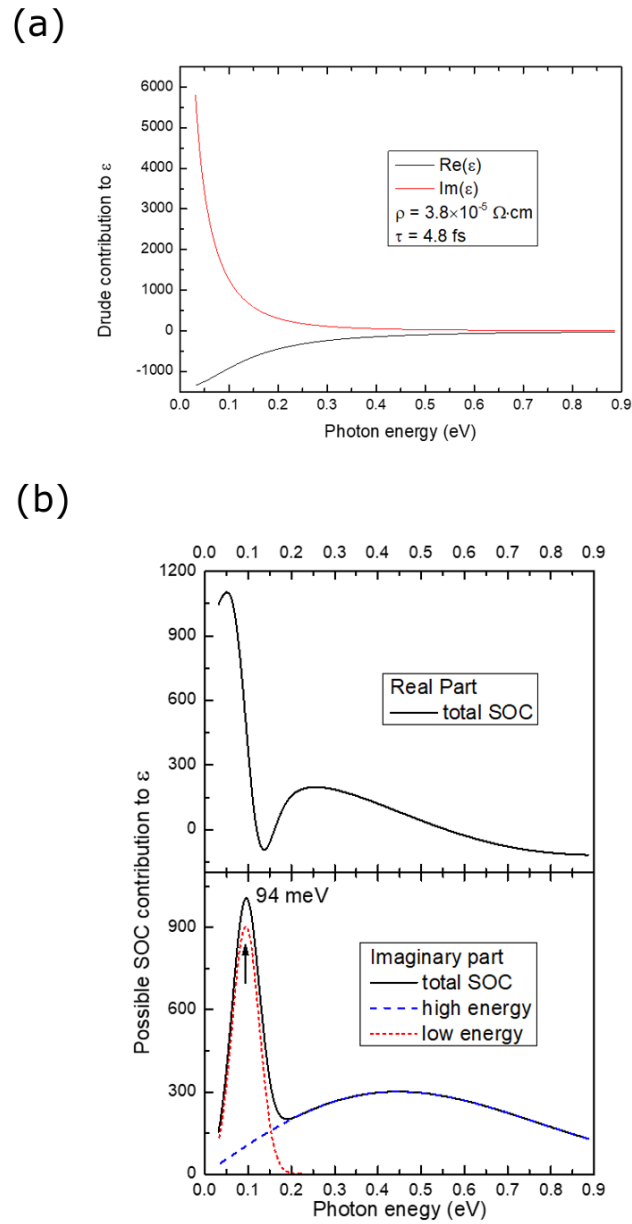 (a)
6000
5000
4000
3000
2000
1000
0
-1000
0.0 0.1 0.2 0.3 0.4 0.5 0.6 0.7 0.8 0.9
Drude contribution to ε
Photon energy (eV)
Re(ε)
Im(ε)
ρ = 3.8×10⁻⁵ Ω·cm
τ = 4.8 fs
(b)
0.0 0.1 0.2 0.3 0.4 0.5 0.6 0.7 0.8 0.9
1200
900
600
300
0
Real Part
total SOC
Possible SOC contribution to ε
94 meV
900
600
300
0
Imaginary part
total SOC
high energy
low energy
0.0 0.1 0.2 0.3 0.4 0.5 0.6 0.7 0.8 0.9
Photon energy (eV)